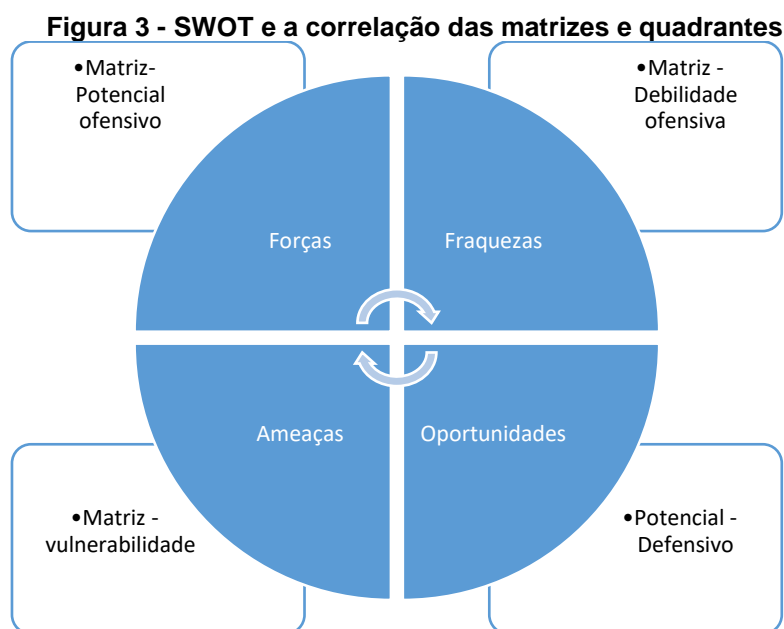 Figura 3 - SWOT e a correlação das matrizes e quadrantes
•Matriz-
Potencial
ofensivo
•Matriz -
Debilidade
ofensiva
Forças
Fraquezas
Ameaças
Oportunidades
•Matriz -
vulnerabilidade
•Potencial -
Defensivo